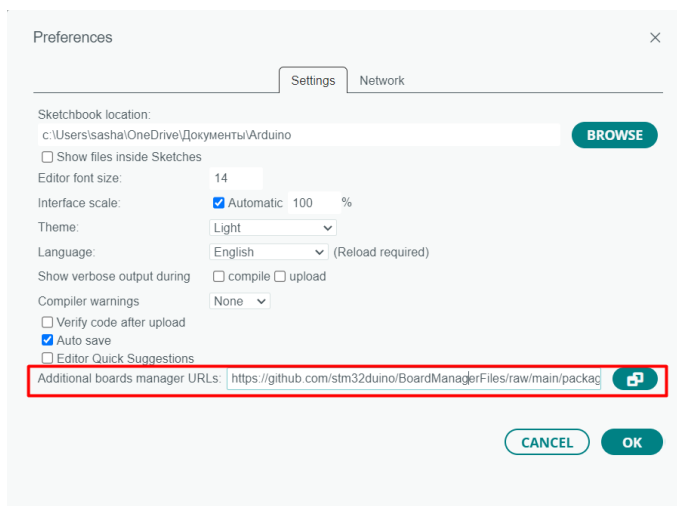 Preferences
Settings Network
Sketchbook location:
c:\Users\sasha\OneDrive\Документы\Arduino BROWSE
Show files inside Sketches
Editor font size: 14
Interface scale: Automatic 100 %
Theme: Light
Language: English (Reload required)
Show verbose output during compile upload
Compiler warnings None
Verify code after upload
Auto save
Editor Quick Suggestions
Additional boards manager URLs: https://github.com/stm32duino/BoardManagerFiles/raw/main/packag
CANCEL OK